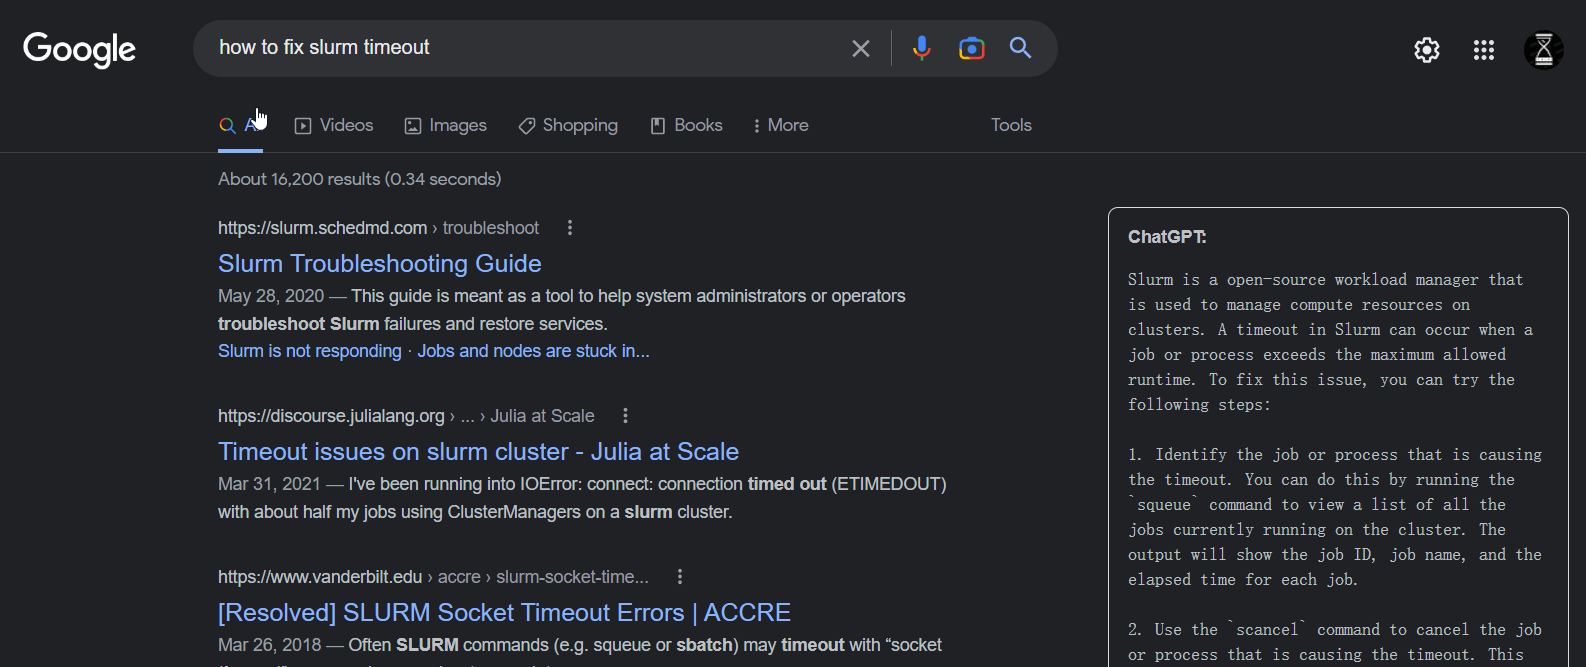 Google
how to fix slurm timeout
Videos Images Shopping Books More Tools
About 16,200 results (0.34 seconds)
https://slurm.schedmd.com › troubleshoot
Slurm Troubleshooting Guide
May 28, 2020 — This guide is meant as a tool to help system administrators or operators
troubleshoot Slurm failures and restore services.
Slurm is not responding · Jobs and nodes are stuck in...
https://discourse.julialang.org › ... › Julia at Scale
Timeout issues on slurm cluster - Julia at Scale
Mar 31, 2021 — I've been running into IOError: connect: connection timed out (ETIMEDOUT)
with about half my jobs using ClusterManagers on a slurm cluster.
https://www.vanderbilt.edu › accre › slurm-socket-time...
[Resolved] SLURM Socket Timeout Errors | ACCRE
Mar 26, 2018 — Often SLURM commands (e.g. squeue or sbatch) may timeout with “socket
ChatGPT:
Slurm is a open-source workload manager that
is used to manage compute resources on
clusters. A timeout in Slurm can occur when a
job or process exceeds the maximum allowed
runtime. To fix this issue, you can try the
following steps:
1. Identify the job or process that is causing
the timeout. You can do this by running the
`squeue` command to view a list of all the
jobs currently running on the cluster. The
output will show the job ID, job name, and the
elapsed time for each job.
2. Use the `scancel` command to cancel the job
or process that is causing the timeout. This